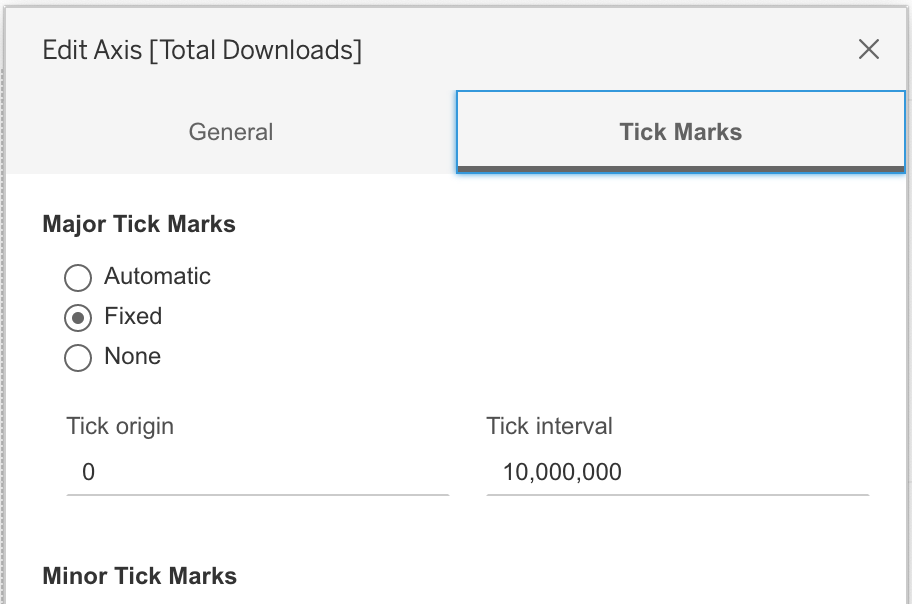 Edit Axis [Total Downloads]
General
Tick Marks
Major Tick Marks
Automatic
Fixed
None
Tick origin
Tick interval
0
10,000,000
Minor Tick Marks